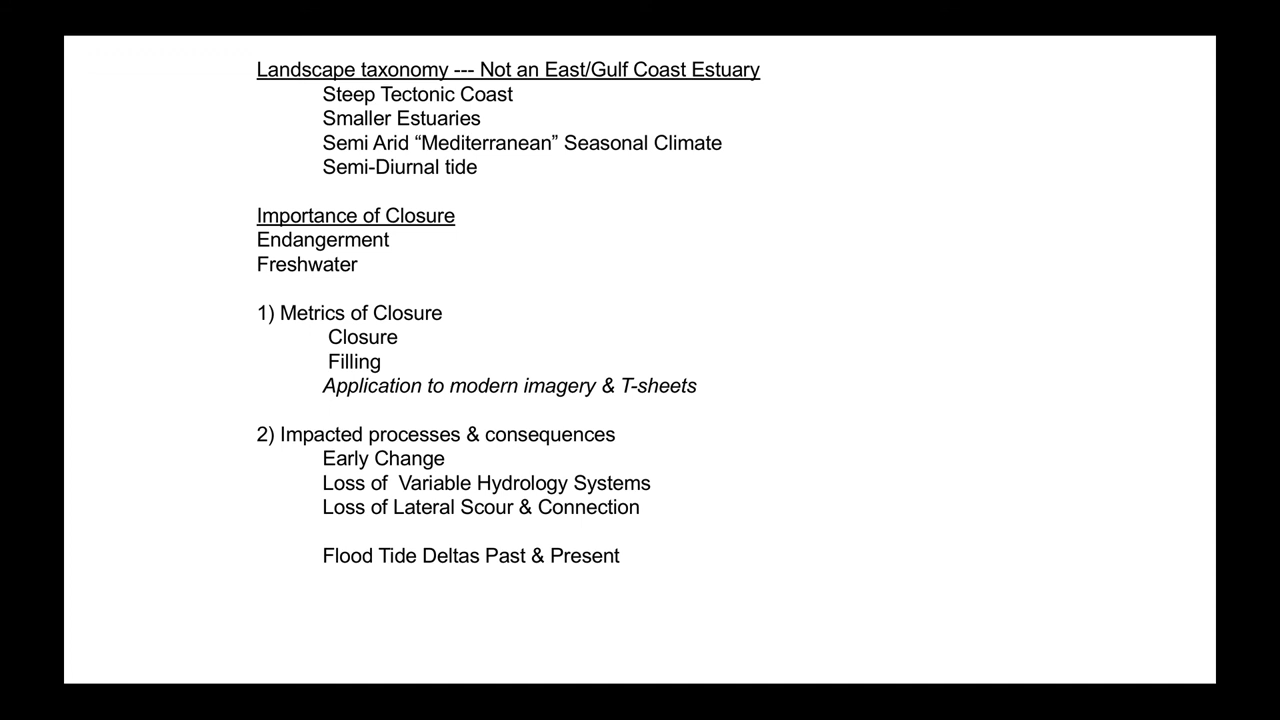 Landscape taxonomy --- Not an East/Gulf Coast Estuary
Steep Tectonic Coast
Smaller Estuaries
Semi Arid “Mediterranean” Seasonal Climate
Semi-Diurnal tide
Importance of Closure
Endangerment
Freshwater
1) Metrics of Closure
Closure
Filling
Application to modern imagery & T-sheets
2) Impacted processes & consequences
Early Change
Loss of  Variable Hydrology Systems
Loss of Lateral Scour & Connection
Flood Tide Deltas Past & Present